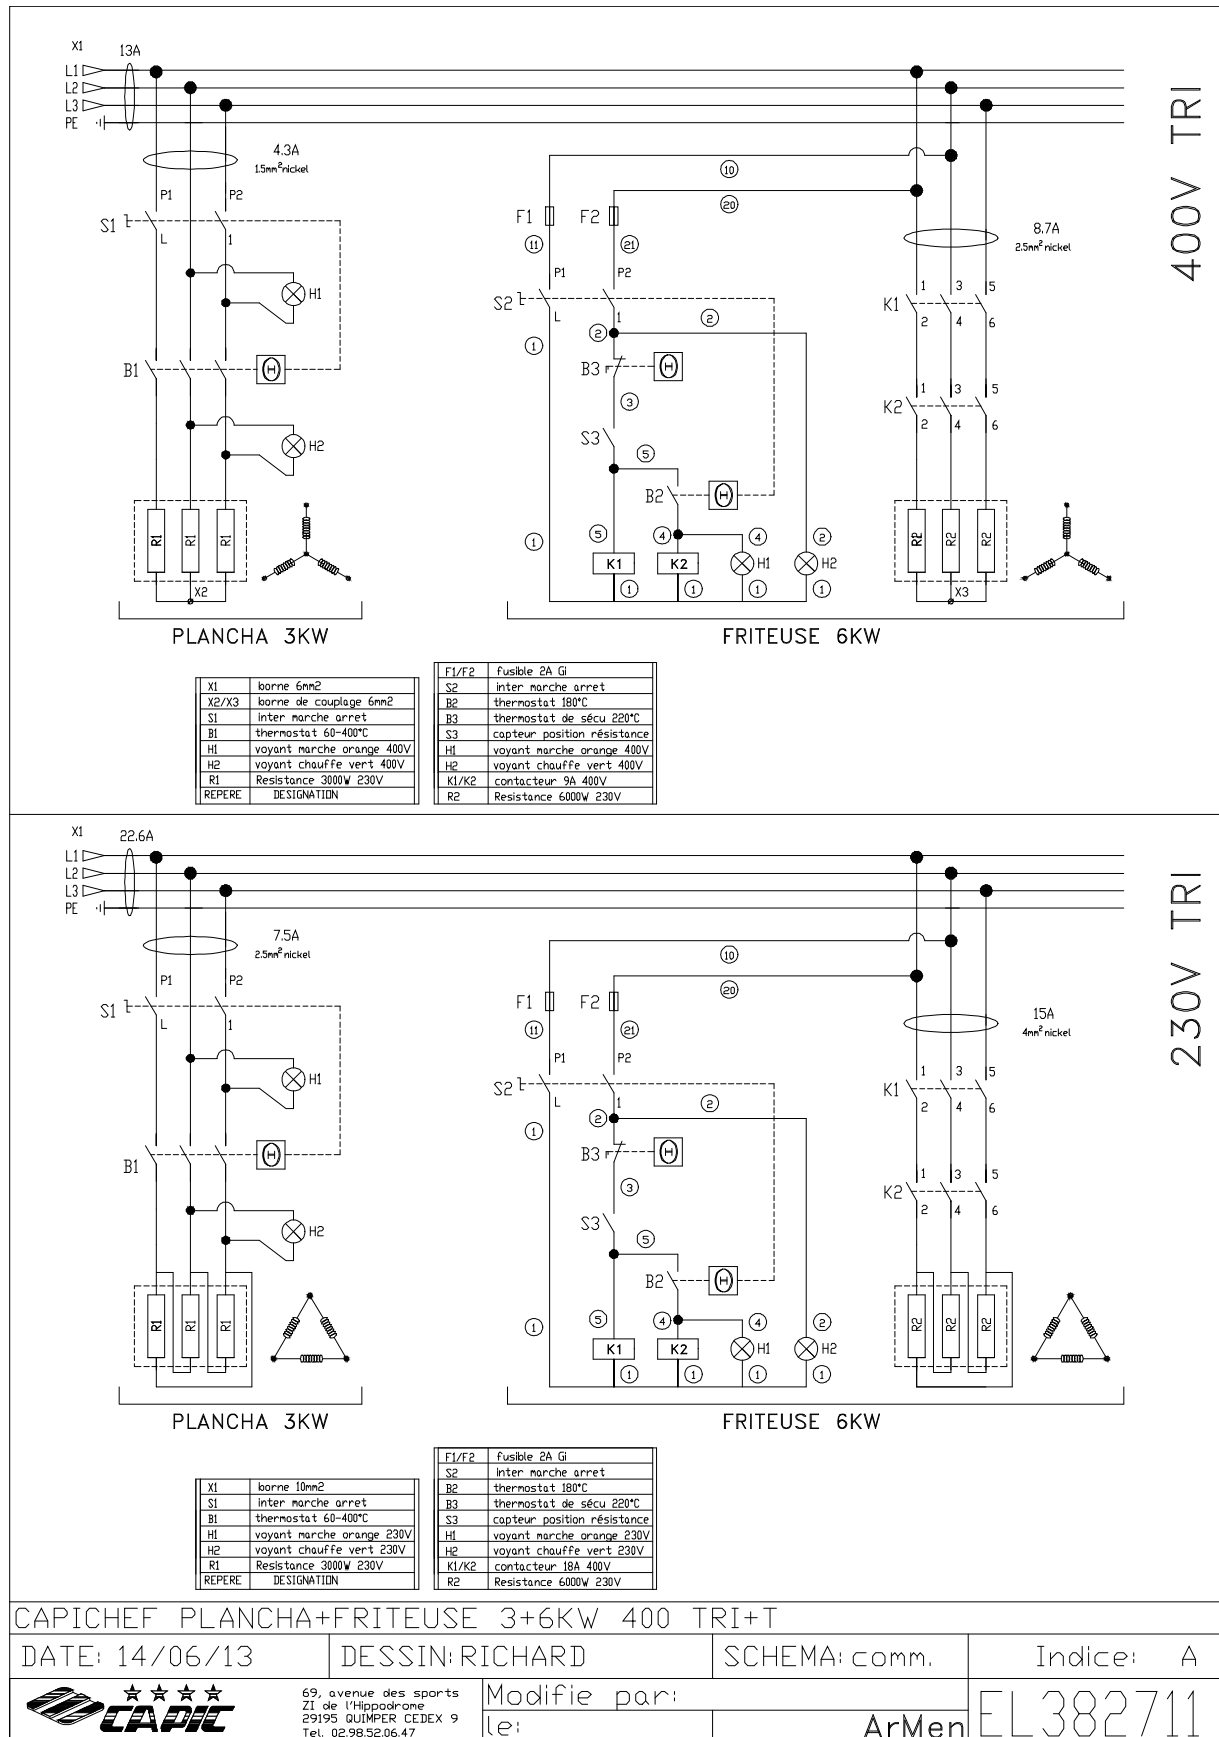 X1
13A
L1
L2
L3
PE
4.3A
1.5mm² nickel
P1
P2
S1
L
1
H1
B1
H2
R1
R1
R1
X2
PLANCHA 3KW
10
20
F1
F2
11
21
P1
P2
S2
L
1
1
2
2
B3
3
S3
5
B2
1
5
4
4
2
K1
K2
H1
H2
1
1
1
1
8.7A
2.5mm² nickel
1
3
5
K1
2
4
6
1
3
5
K2
2
4
6
R2
R2
R2
X3
FRITEUSE 6KW
400V TRI
X1 borne 6mm2
X2/X3 borne de couplage 6mm2
S1 inter marche arret
B1 thermostat 60-400°C
H1 voyant marche orange 400V
H2 voyant chauffe vert 400V
R1 Resistance 3000W 230V
REPERE DESIGNATION
F1/F2 fusible 2A Gi
S2 inter marche arret
B2 thermostat 180°C
B3 thermostat de sécu 220°C
S3 capteur position résistance
H1 voyant marche orange 400V
H2 voyant chauffe vert 400V
K1/K2 contacteur 9A 400V
R2 Resistance 6000W 230V
X1
22.6A
L1
L2
L3
PE
7.5A
2.5mm² nickel
P1
P2
S1
L
1
H1
B1
H2
R1
R1
R1
PLANCHA 3KW
10
20
F1
F2
11
21
P1
P2
S2
L
1
1
2
2
B3
3
S3
5
B2
1
5
4
4
2
K1
K2
H1
H2
1
1
1
1
15A
4mm² nickel
1
3
5
K1
2
4
6
1
3
5
K2
2
4
6
R2
R2
R2
FRITEUSE 6KW
230V TRI
X1 borne 10mm2
S1 inter marche arret
B1 thermostat 60-400°C
H1 voyant marche orange 230V
H2 voyant chauffe vert 230V
R1 Resistance 3000W 230V
REPERE DESIGNATION
F1/F2 fusible 2A Gi
S2 inter marche arret
B2 thermostat 180°C
B3 thermostat de sécu 220°C
S3 capteur position résistance
H1 voyant marche orange 230V
H2 voyant chauffe vert 230V
K1/K2 contacteur 18A 400V
R2 Resistance 6000W 230V
CAPICHEF PLANCHA+FRITEUSE 3+6KW 400 TRI+T
DATE: 14/06/13
DESSIN: RICHARD
SCHEMA: comm.
Indice: A
CAPIC
69, avenue des sports
ZI de l'Hippodrome
29195 QUIMPER CEDEX 9
Tel. 02.98.52.06.47
Modifie par:
le:
ArMen
EL382711